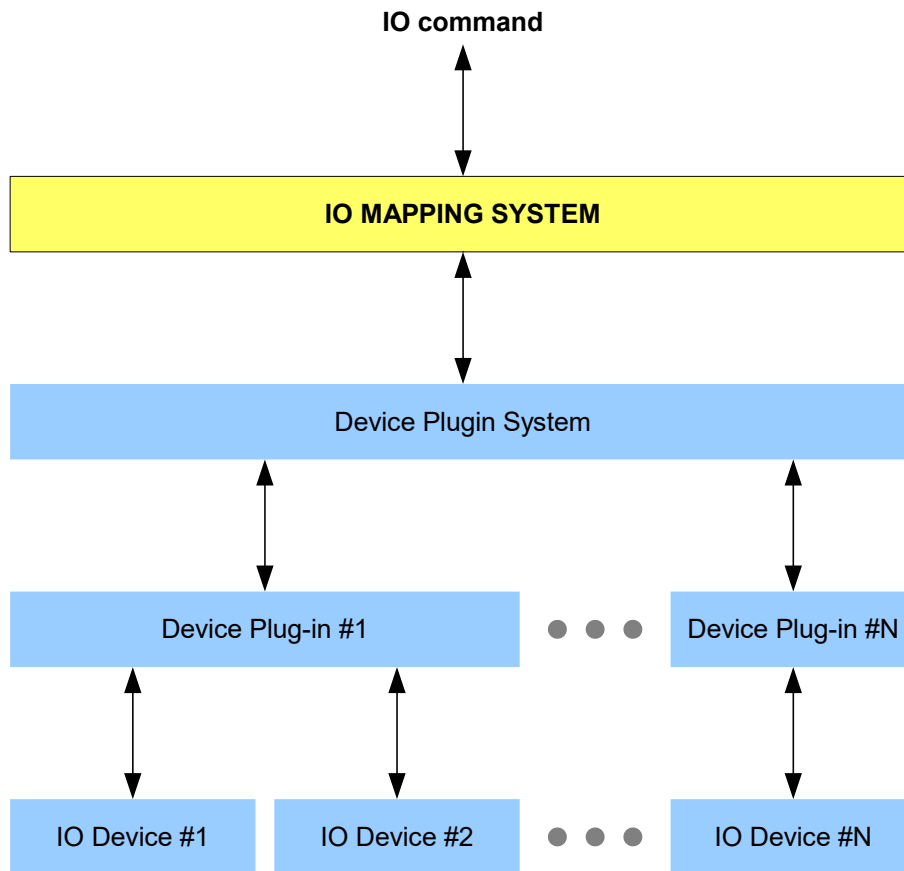 IO command
IO MAPPING SYSTEM
Device Plugin System
Device Plug-in #1
Device Plug-in #N
IO Device #1
IO Device #2
IO Device #N